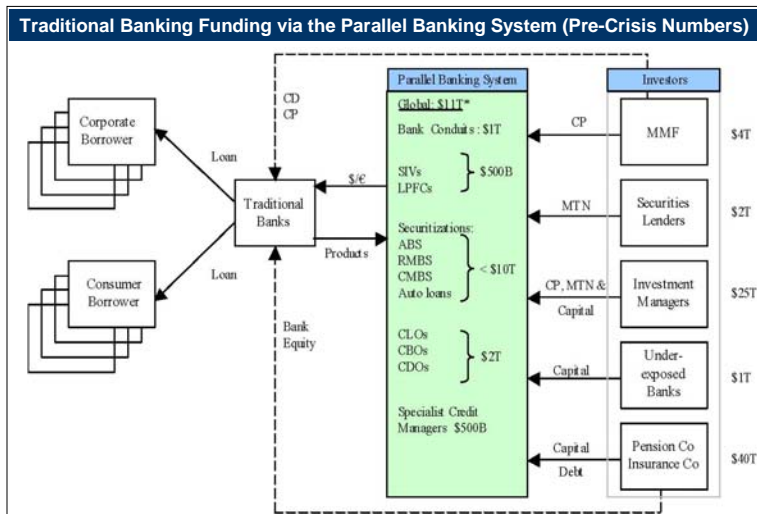 Traditional Banking Funding via the Parallel Banking System (Pre-Crisis Numbers)
Corporate
Borrower
Loan
Consumer
Borrower
Loan
CD
CP
Traditional
Banks
$/€
Products
Bank
Equity
Parallel Banking System
Global: $11T*
Bank Conduits: $1T
SIVs
LPFCs
$500B
Securitizations:
ABS
RMBS
CMBS
Auto loans
< $10T
CLOs
CBOs
CDOs
$2T
Specialist Credit
Managers $500B
CP
MTN
CP, MTN &
Capital
Capital
Capital
Debt
Investors
MMF
$4T
Securities
Lenders
$2T
Investment
Managers
$25T
Under-
exposed
Banks
$1T
Pension Co
Insurance Co
$40T